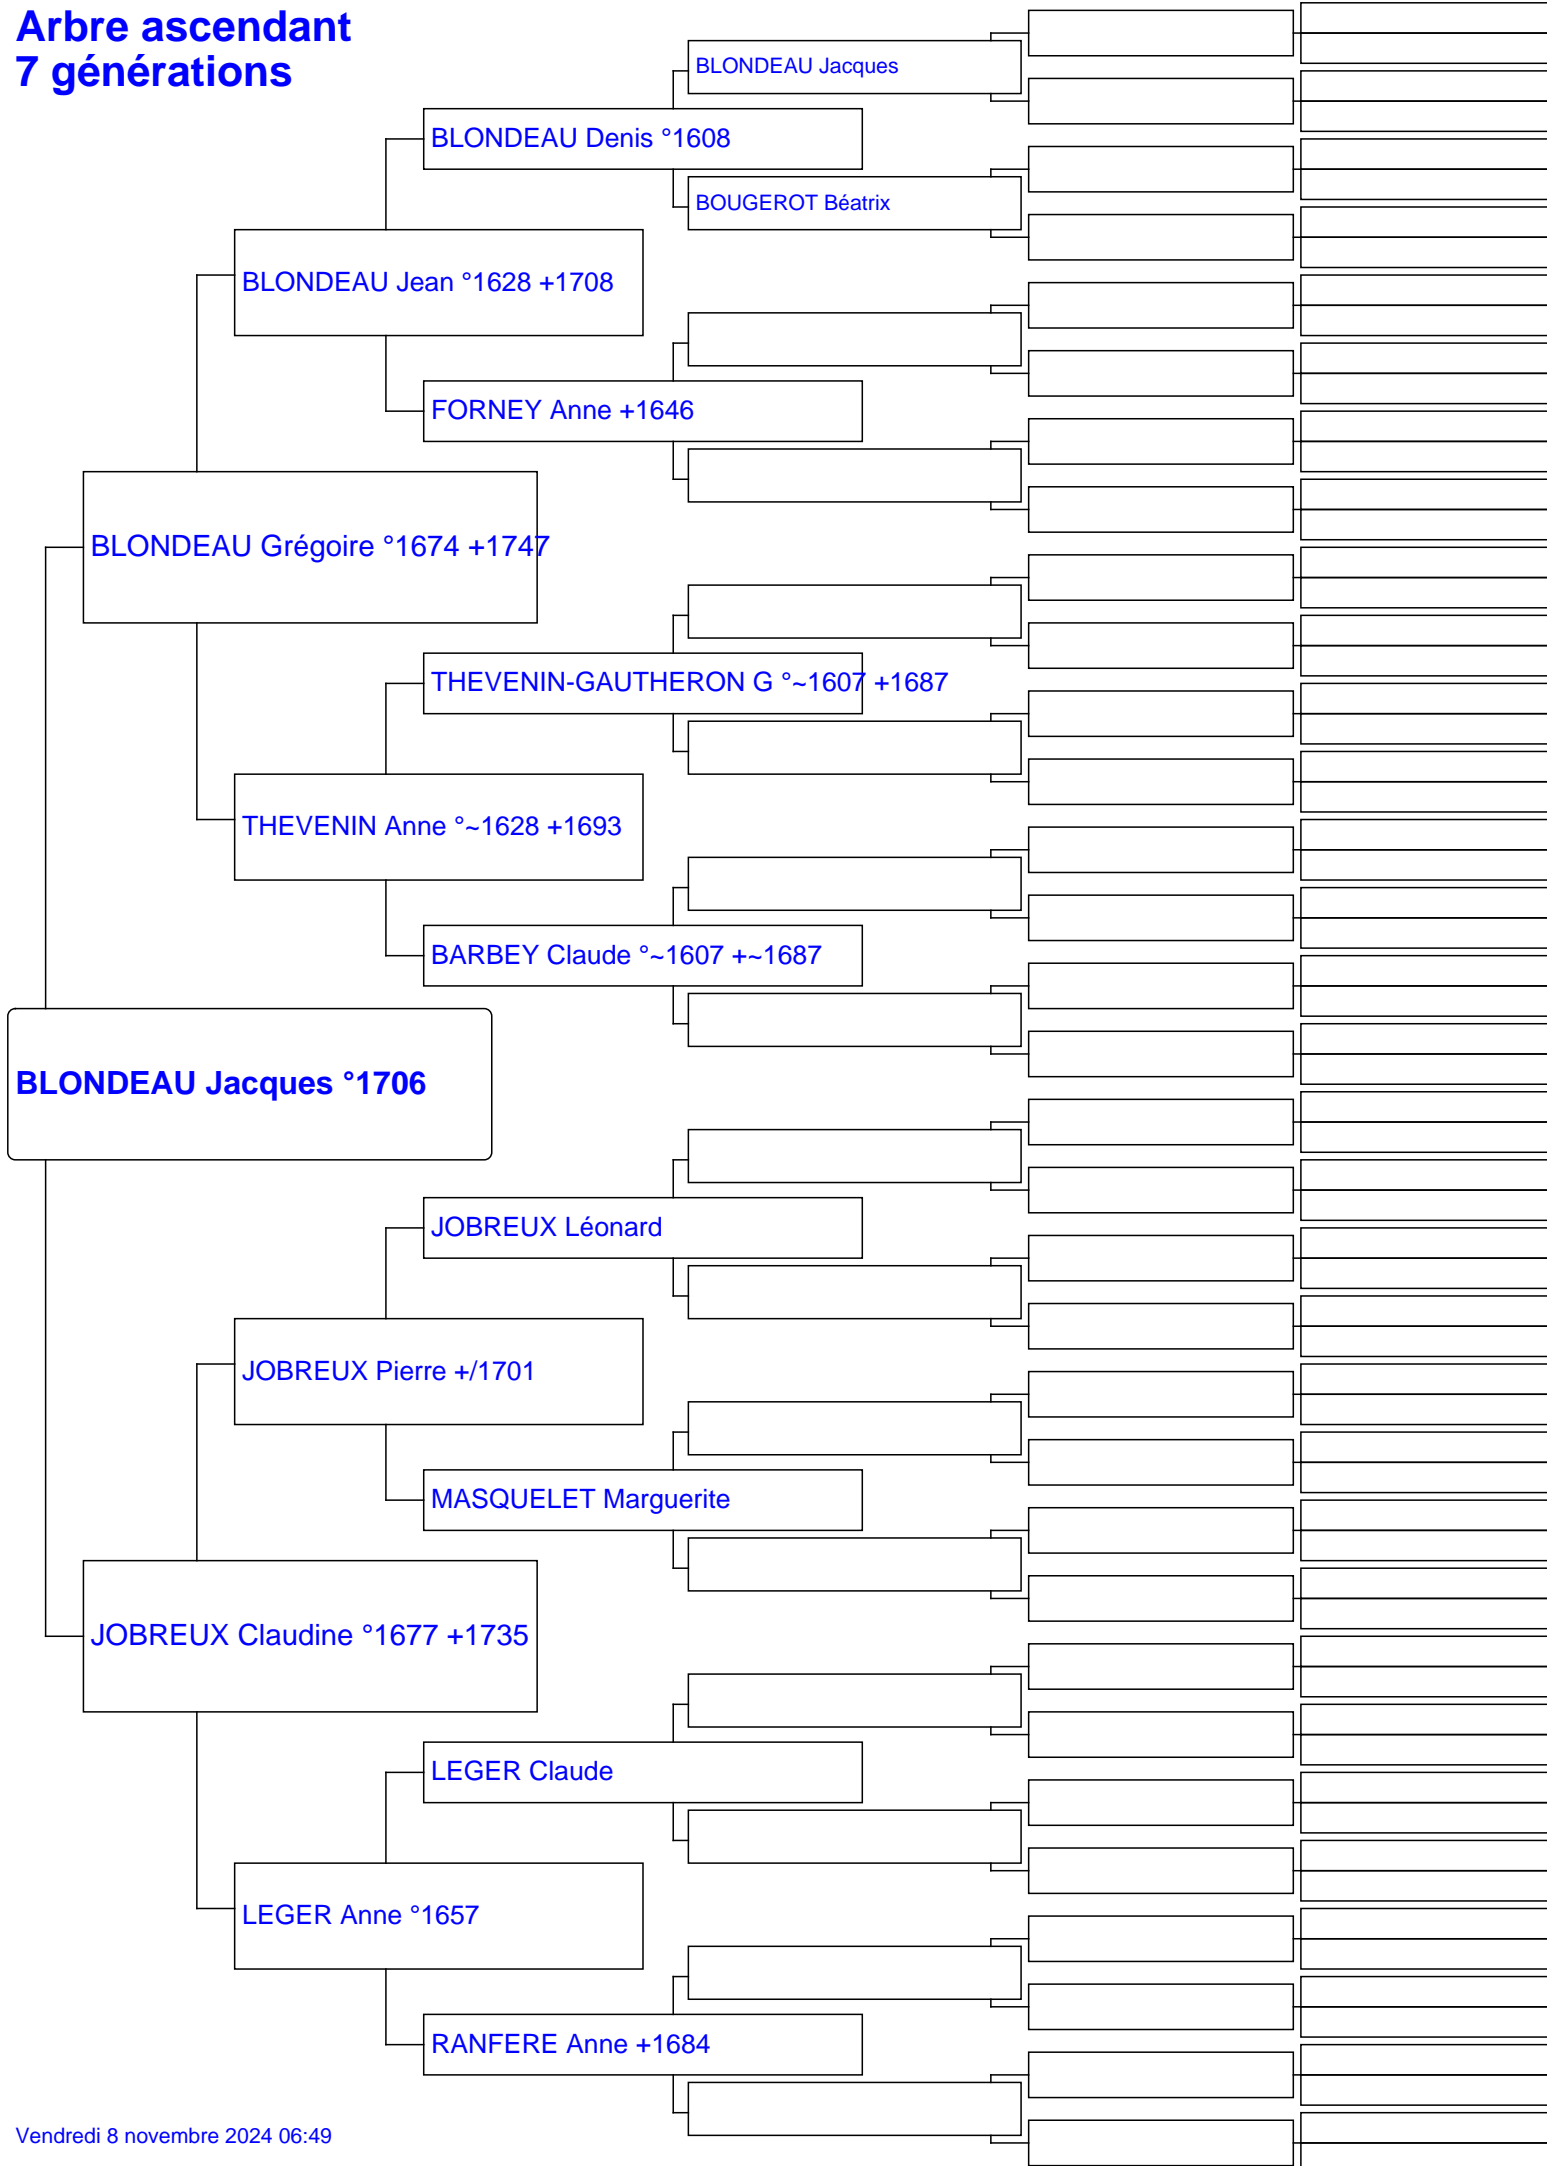 Arbre ascendant
7 générations
BLONDEAU Jacques
BLONDEAU Denis °1608
BOUGEROT Béatrix
BLONDEAU Jean °1628 +1708
FORNEY Anne +1646
BLONDEAU Grégoire °1674 +1747
THEVENIN-GAUTHERON G °~1607 +1687
THEVENIN Anne °~1628 +1693
BARBEY Claude °~1607 +~1687
BLONDEAU Jacques °1706
JOBREUX Léonard
JOBREUX Pierre +/1701
MASQUELET Marguerite
JOBREUX Claudine °1677 +1735
LEGER Claude
LEGER Anne °1657
RANFERE Anne +1684
Vendredi 8 novembre 2024 06:49